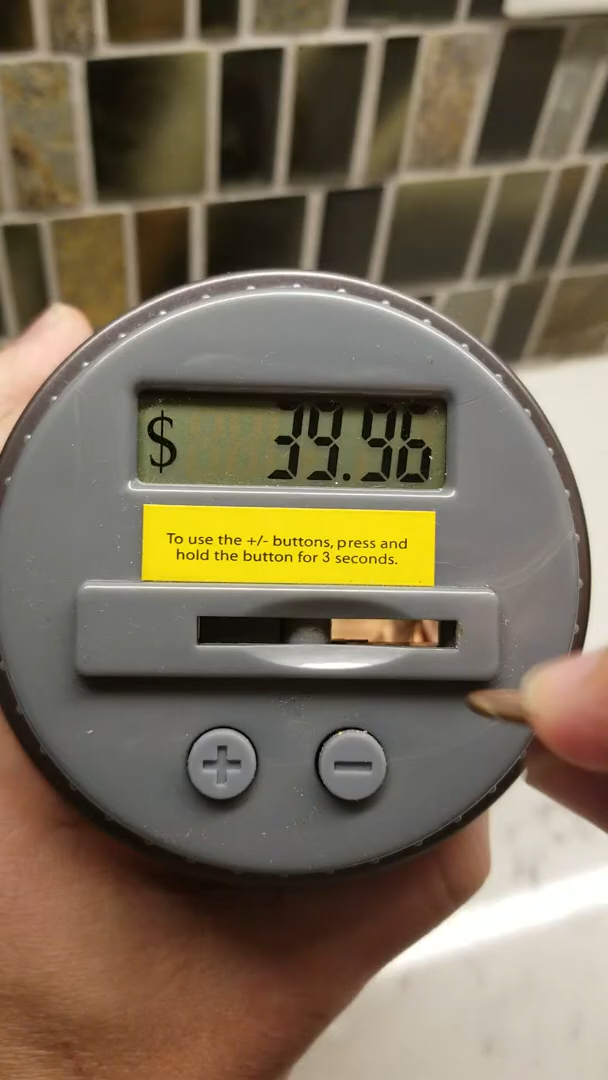 $ 39.96
To use the +/- buttons, press and
hold the button for 3 seconds.
+ -